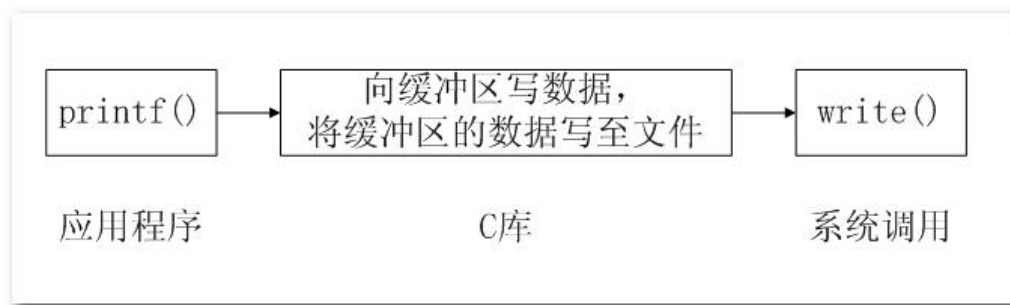 printf()
向缓冲区写数据，
将缓冲区的数据写至文件
write()
应用程序
C库
系统调用